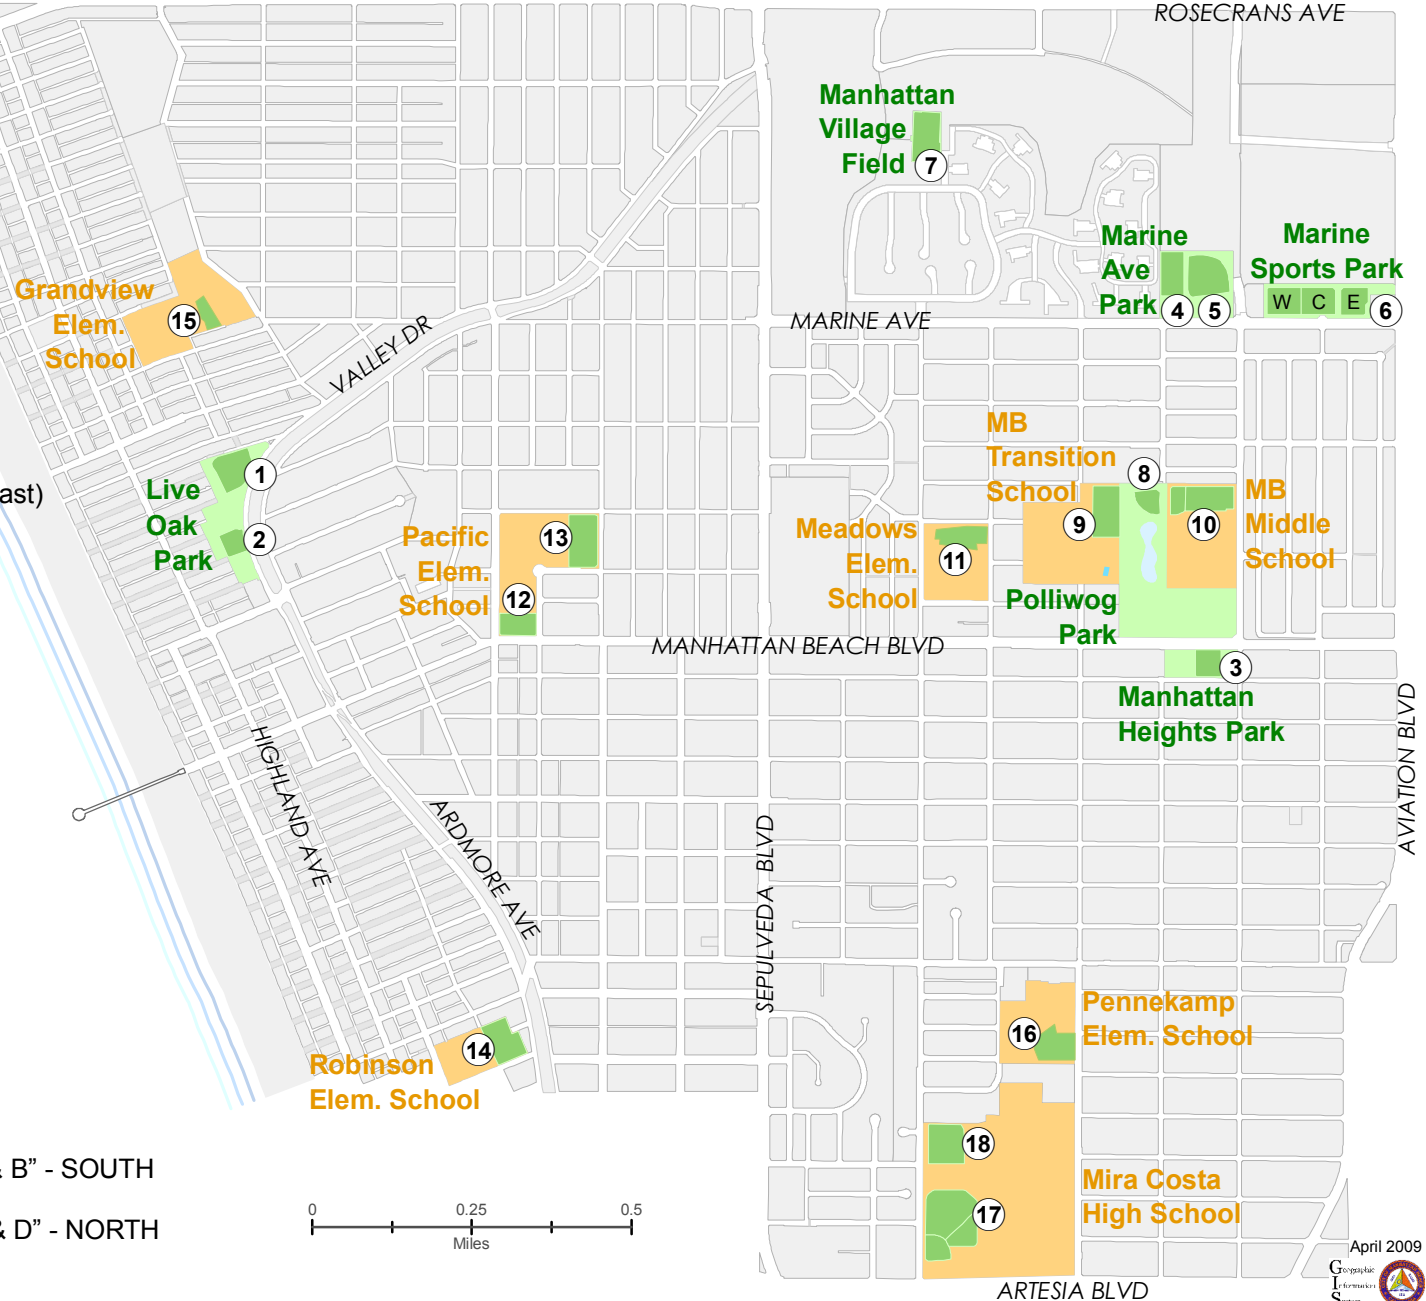 ROSECRANS AVE
Manhattan
Village
Field
7
Marine
Ave
Park
4
5
Marine
Sports Park
W
C
E
6
Grandview
Elem.
School
15
VALLEY DR
MARINE AVE
MB
Transition
School
8
9
10
MB
Middle
School
1
ast)
Live
Oak
Park
2
Pacific
Elem.
School
13
12
Meadows
Elem.
School
11
Polliwog
Park
MANHATTAN BEACH BLVD
3
Manhattan
Heights Park
HIGHLAND AVE
ARDMORE AVE
SEPULVEDA BLVD
AVIATION BLVD
14
Robinson
Elem. School
16
Pennekamp
Elem. School
18
17
Mira Costa
High School
& B” - SOUTH
& D” - NORTH
0
0.25
0.5
Miles
ARTESIA BLVD
April 2009
Geographic
Information